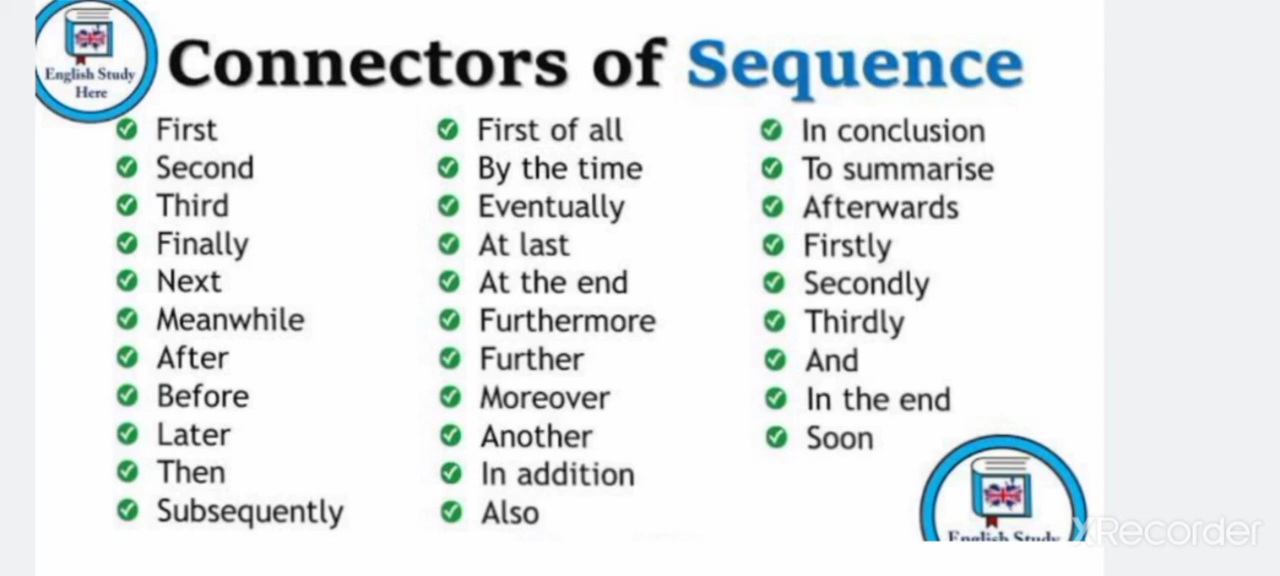 English Study
Here
Connectors of Sequence
First
Second
Third
Finally
Next
Meanwhile
After
Before
Later
Then
Subsequently
First of all
By the time
Eventually
At last
At the end
Furthermore
Further
Moreover
Another
In addition
Also
In conclusion
To summarise
Afterwards
Firstly
Secondly
Thirdly
And
In the end
Soon
English Study
XRecorder